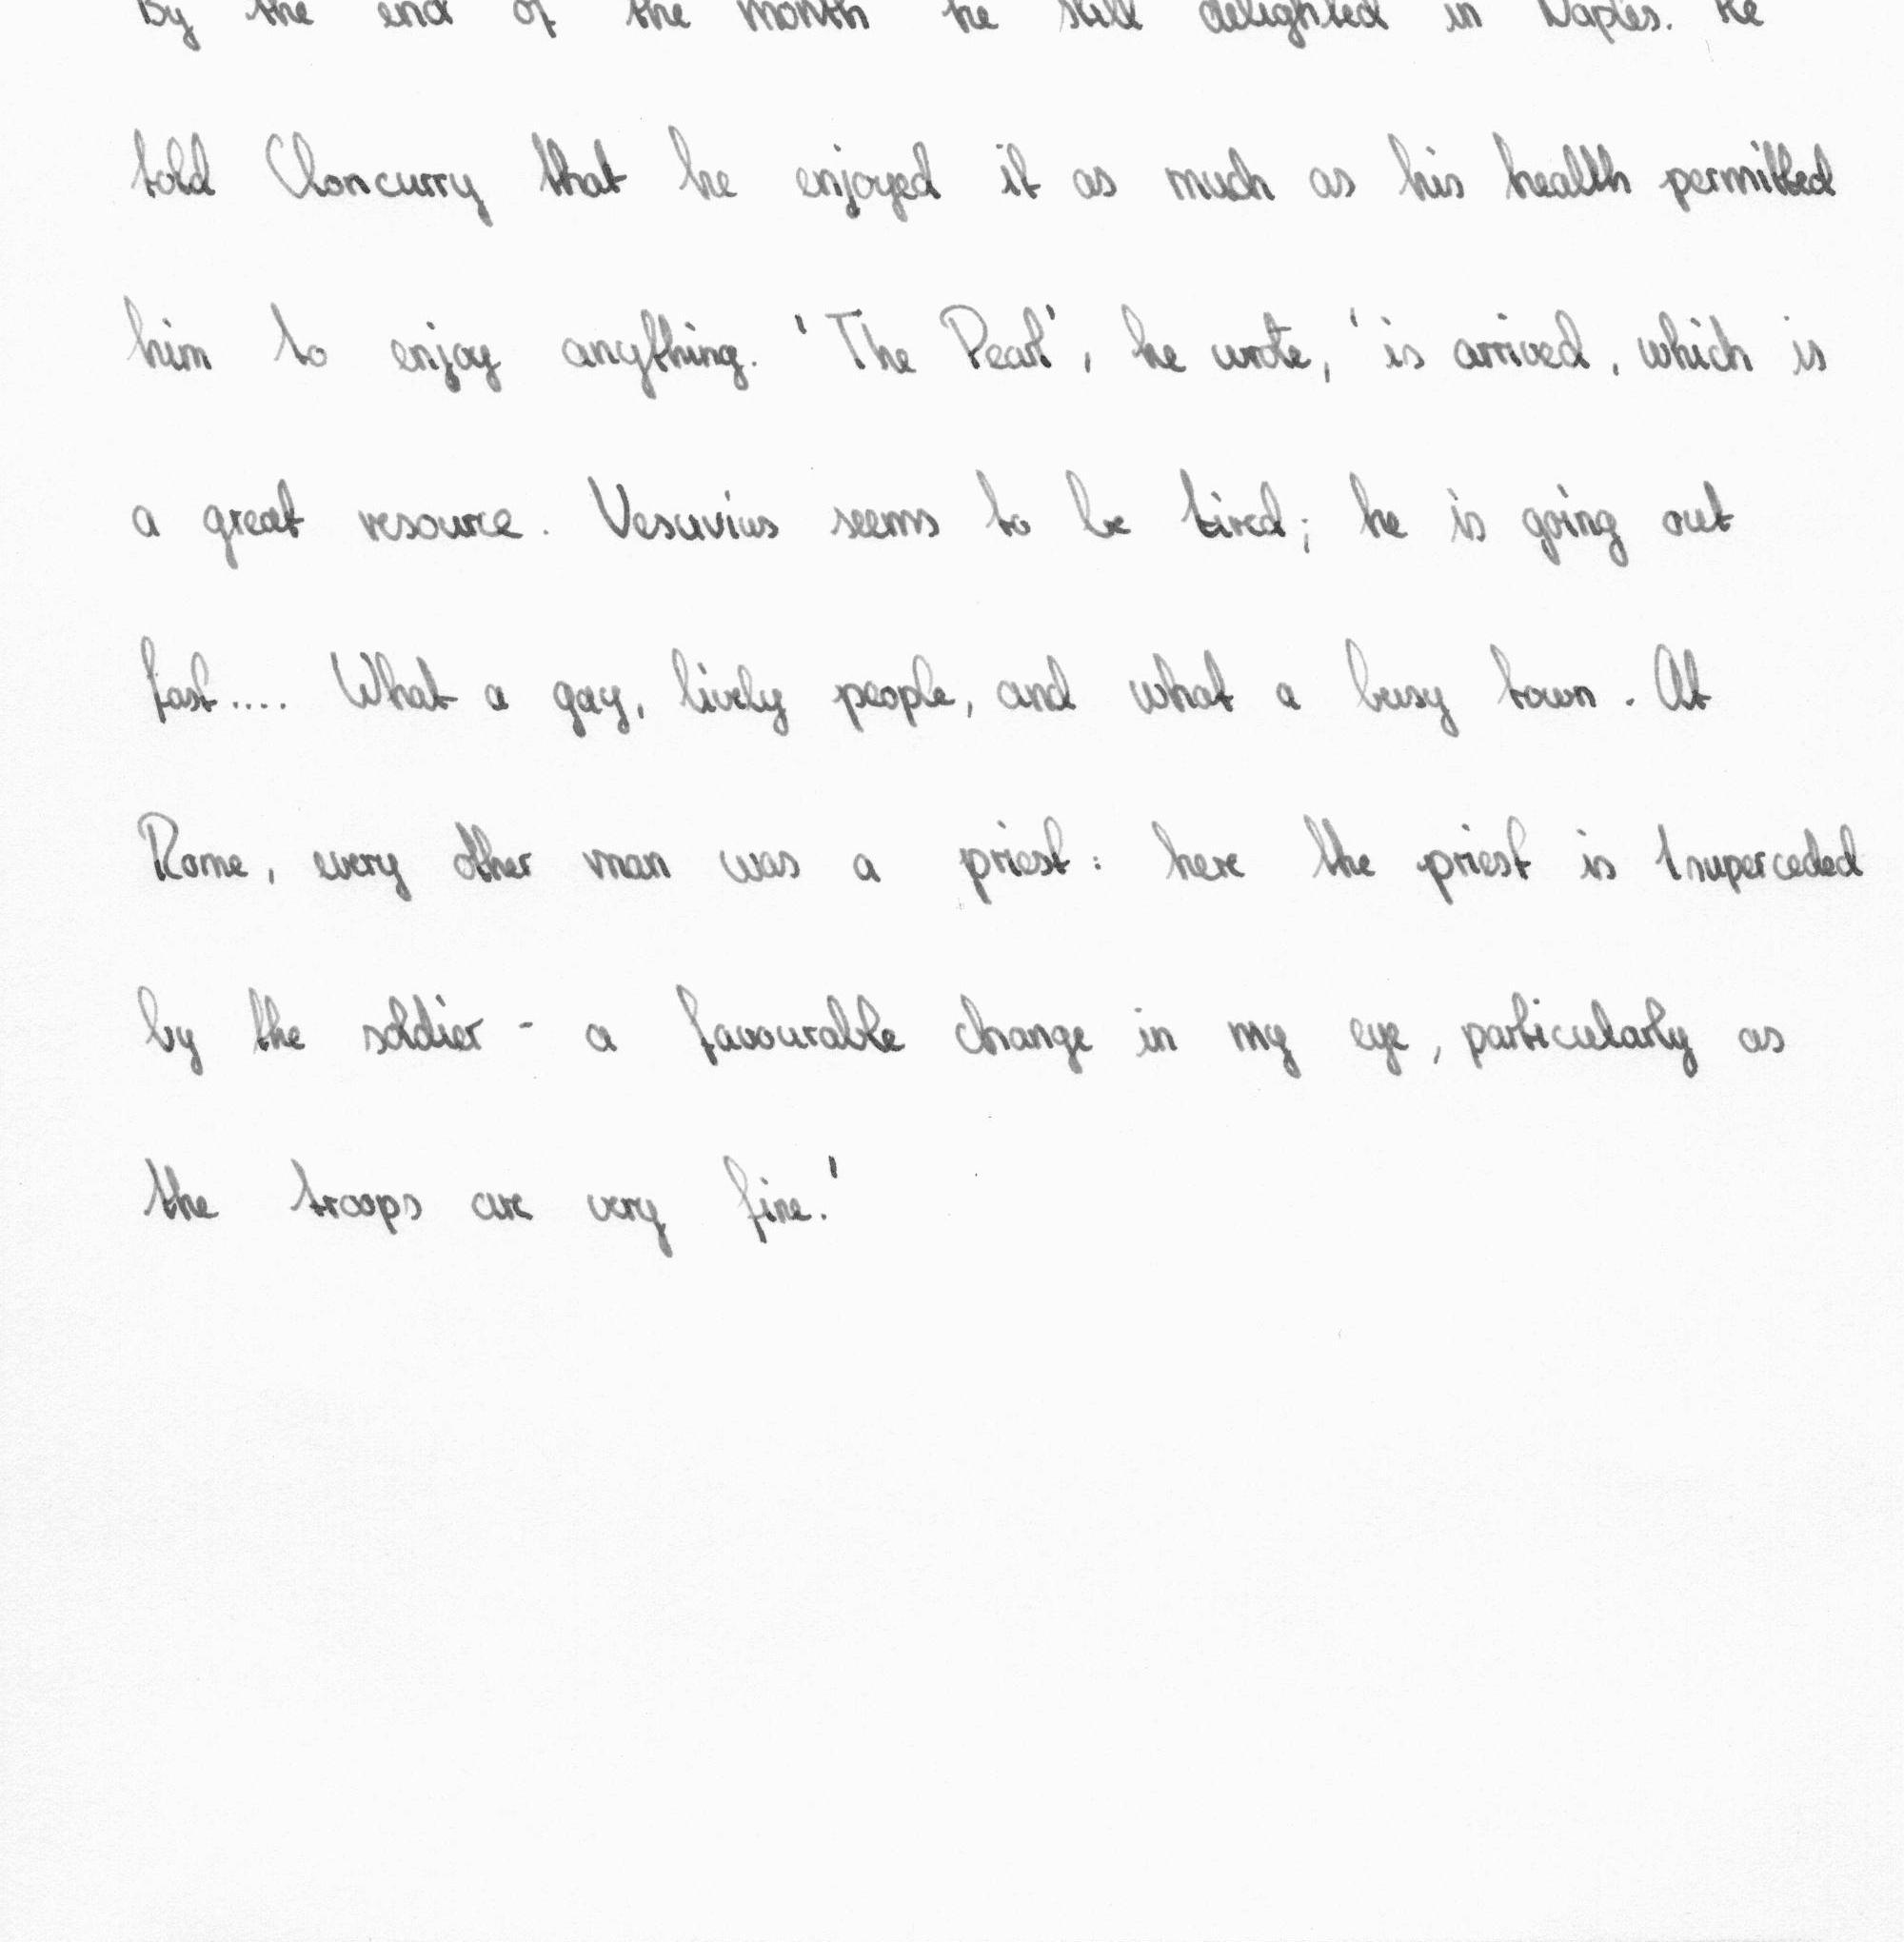 By the end of the month he still delighted in Naples. He
told Cloncurry that he enjoyed it as much as his health permitted
him to enjoy anything. 'The Pearl', he wrote, 'is arrived, which is
a great resource. Vesuvius seems to be tired; he is going out
fast.... What a gay, lively people, and what a busy town. At
Rome, every other man was a priest: here the priest is superceded
by the soldier - a favourable change in my eye, particularly as
the troops are very fine.'